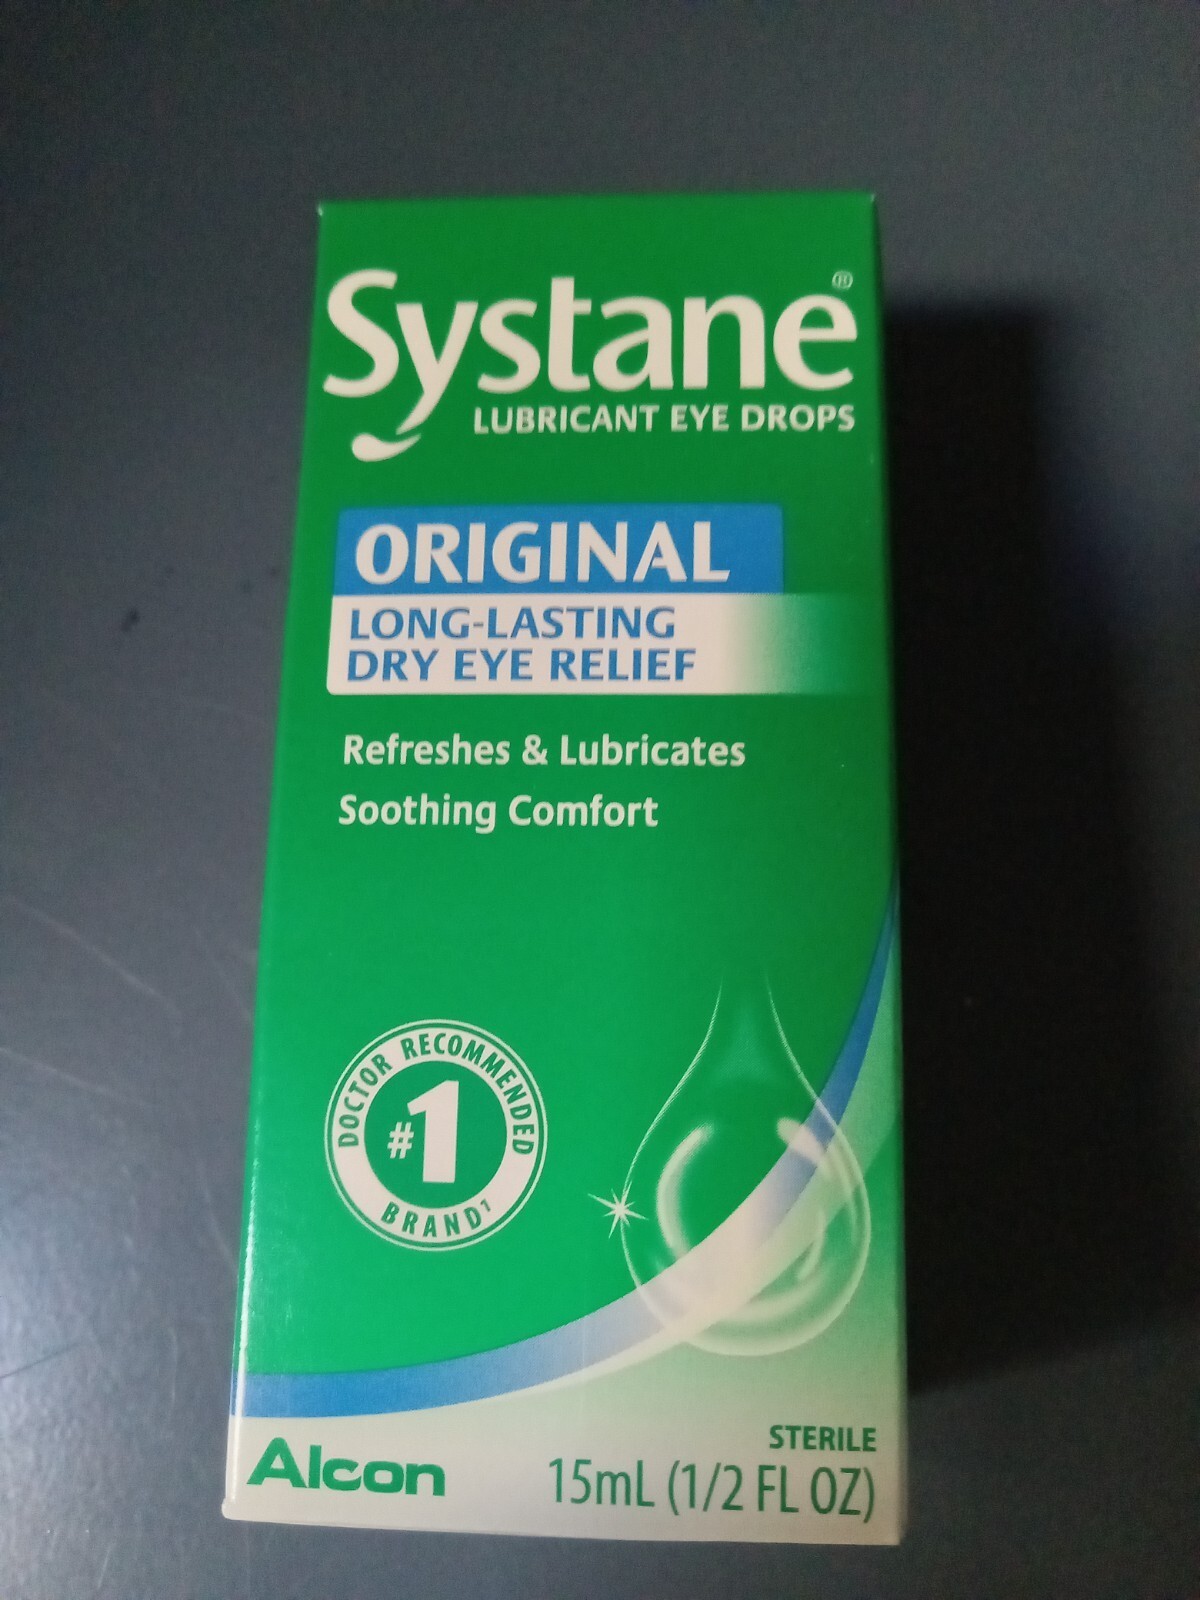 Systane®
LUBRICANT EYE DROPS
ORIGINAL
LONG-LASTING
DRY EYE RELIEF
Refreshes & Lubricates
Soothing Comfort
DOCTOR RECOMMENDED
#1
BRAND†
STERILE
Alcon
15mL (1/2 FL OZ)